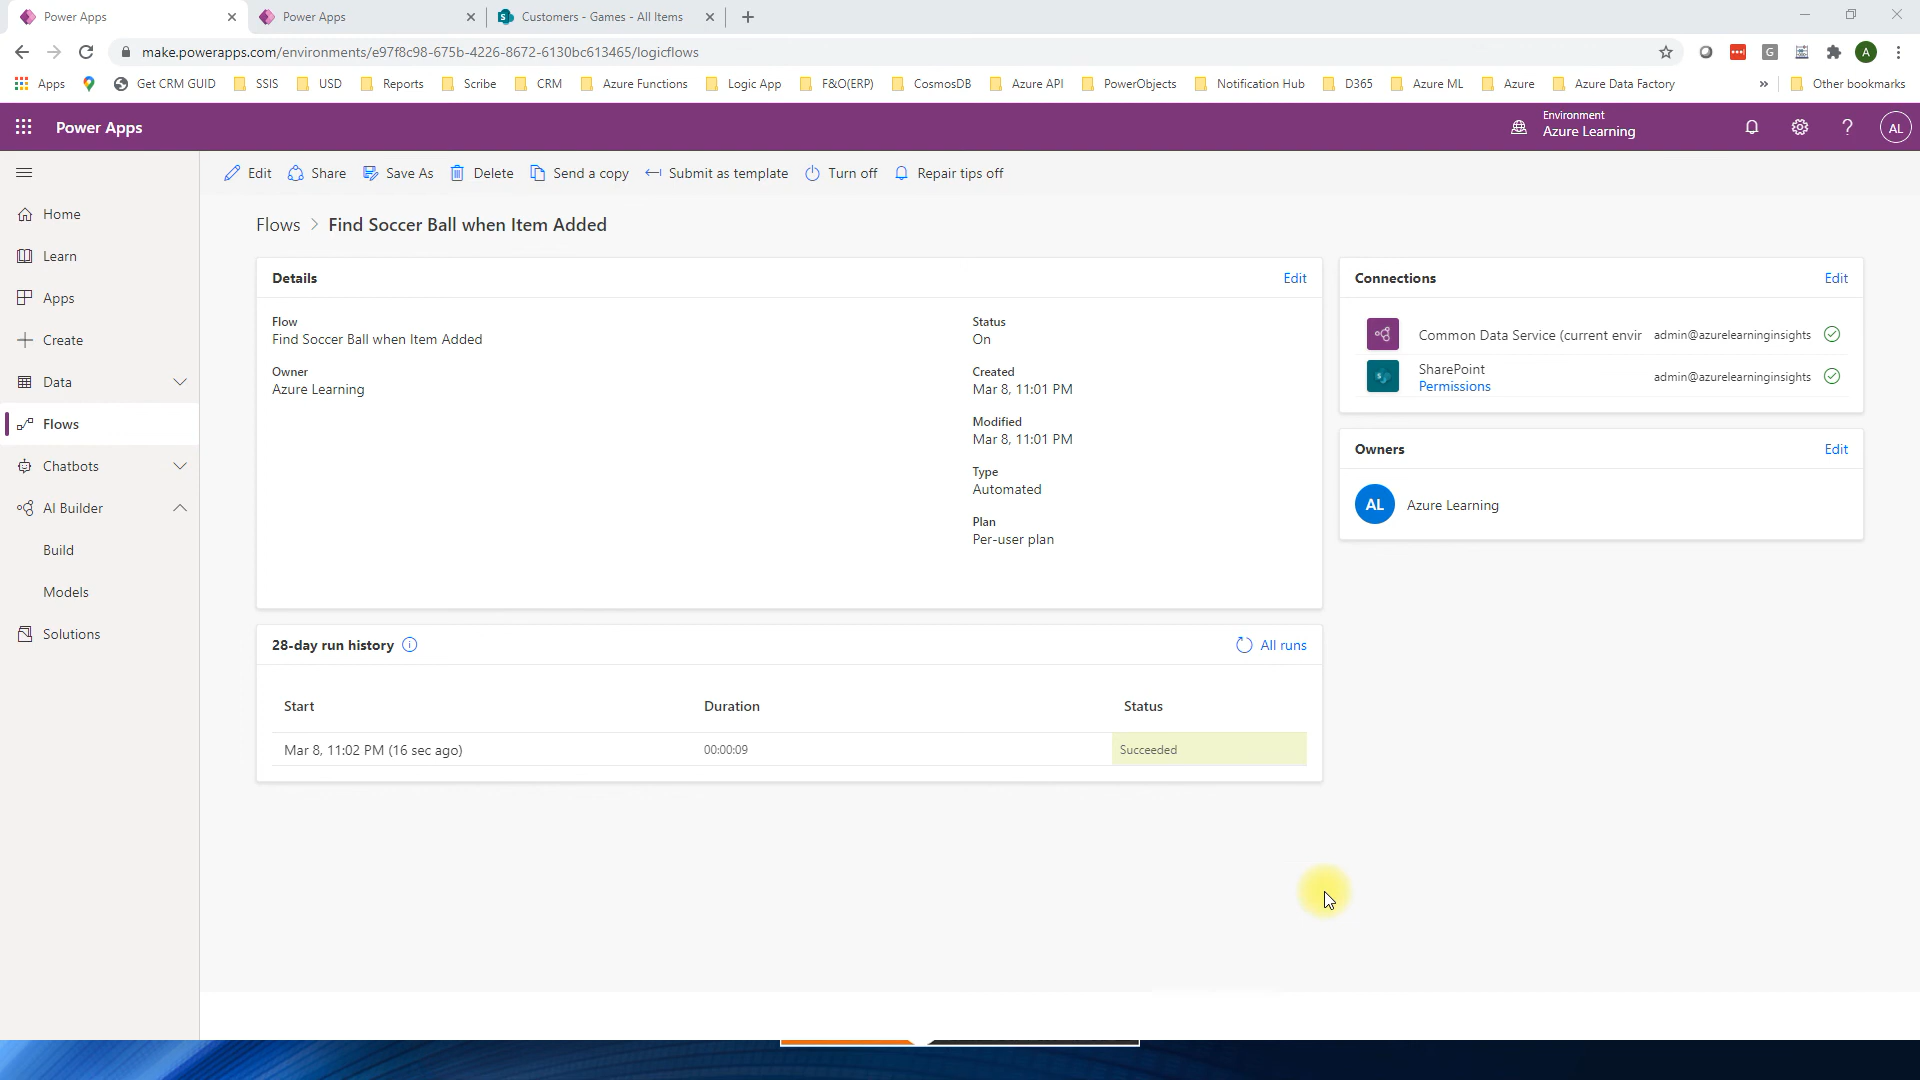 Power Apps
Power Apps
Customers - Games - All Items
make.powerapps.com/environments/e97f8c98-675b-4226-8672-6130bc613465/logicflows
G
A
Apps
Get CRM GUID
SSIS
USD
Reports
Scribe
CRM
Azure Functions
Logic App
F&O(ERP)
CosmosDB
Azure API
PowerObjects
Notification Hub
D365
Azure ML
Azure
Azure Data Factory
»
Other bookmarks
Power Apps
Environment
Azure Learning
?
AL
Edit
Share
Save As
Delete
Send a copy
Submit as template
Turn off
Repair tips off
Home
Learn
Apps
Create
Data
Flows
Chatbots
AI Builder
Build
Models
Solutions
Flows > Find Soccer Ball when Item Added
Details
Edit
Flow
Find Soccer Ball when Item Added
Owner
Azure Learning
Status
On
Created
Mar 8, 11:01 PM
Modified
Mar 8, 11:01 PM
Type
Automated
Plan
Per-user plan
Connections
Edit
Common Data Service (current envir
admin@azurelearninginsights
SharePoint
Permissions
admin@azurelearninginsights
Owners
Edit
AL
Azure Learning
28-day run history
All runs
Start
Duration
Status
Mar 8, 11:02 PM (16 sec ago)
00:00:09
Succeeded